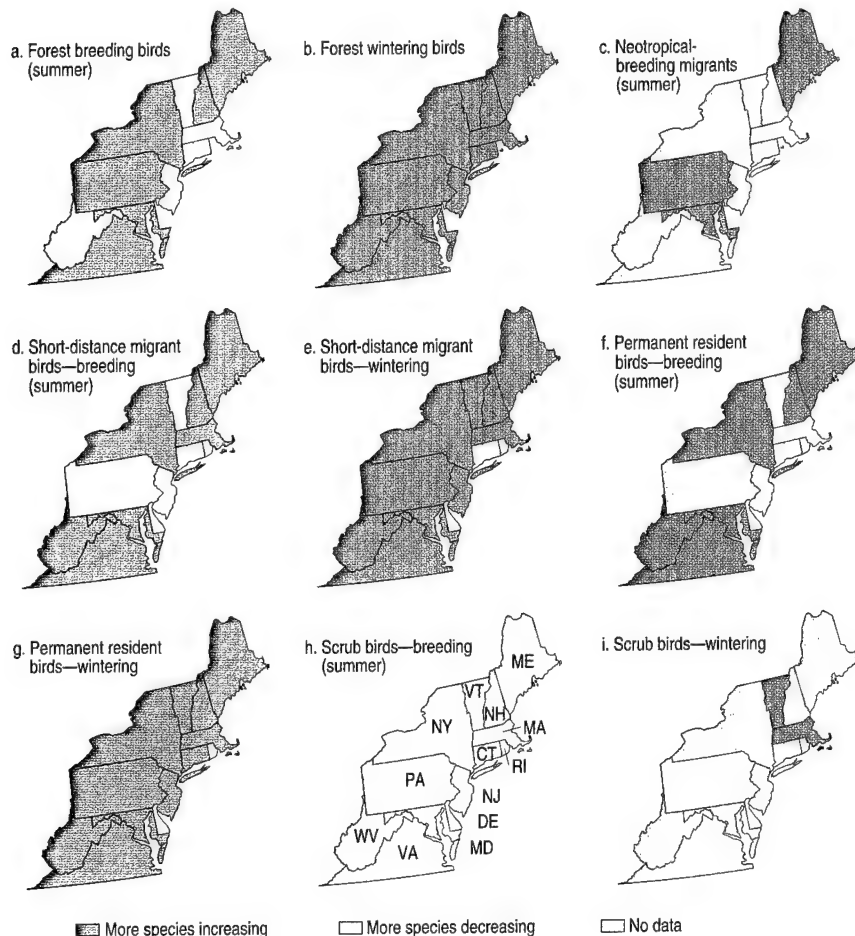 a. Forest breeding birds
(summer)
b. Forest wintering birds
c. Neotropical-
breeding migrants
(summer)
d. Short-distance migrant
birds—breeding
(summer)
e. Short-distance migrant
birds—wintering
f. Permanent resident
birds—breeding
(summer)
g. Permanent resident
birds—wintering
h. Scrub birds—breeding
(summer)
i. Scrub birds—wintering
ME
VT
NH
NY
MA
CT
RI
PA
NJ
DE
WV
MD
VA
More species increasing
More species decreasing
No data